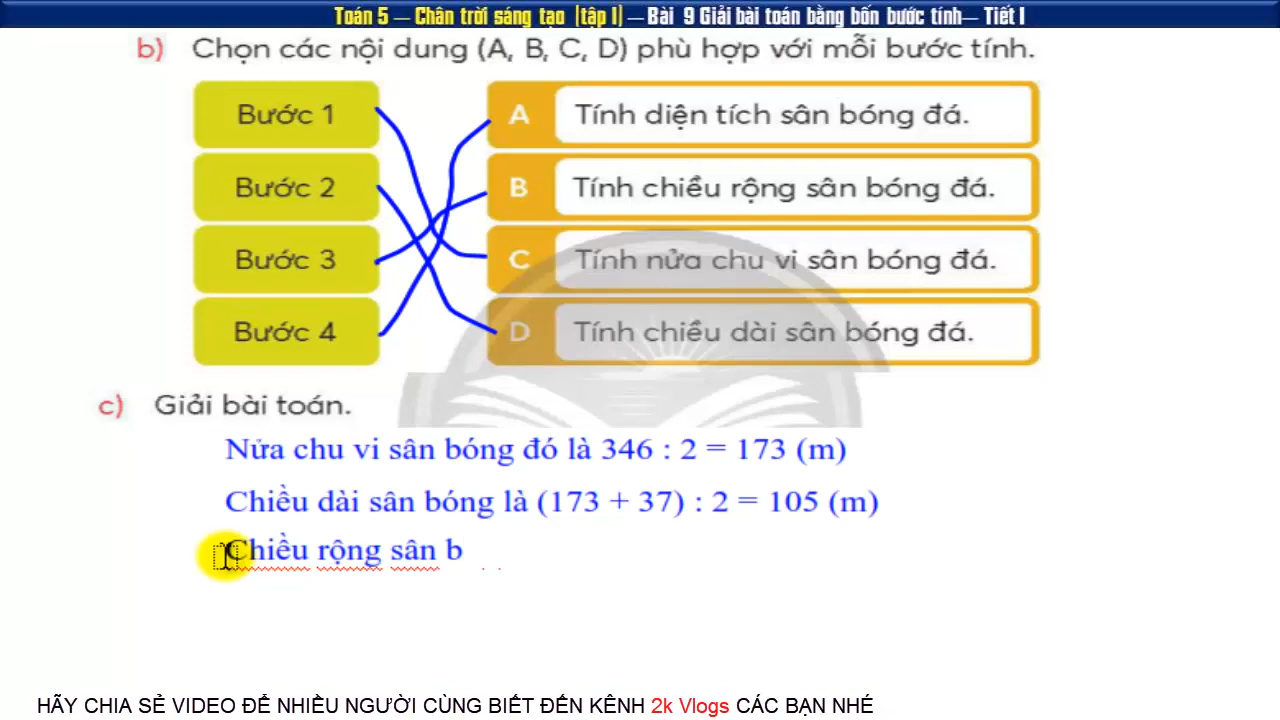 Toán 5 – Chân trời sáng tạo (tập 1) – Bài 9 Giải bài toán bằng bốn bước tính– Tiết 1
b) Chọn các nội dung (A, B, C, D) phù hợp với mỗi bước tính.
Bước 1 A Tính diện tích sân bóng đá.
Bước 2 B Tính chiều rộng sân bóng đá.
Bước 3 C Tính nửa chu vi sân bóng đá.
Bước 4 D Tính chiều dài sân bóng đá.
c) Giải bài toán.
Nửa chu vi sân bóng đó là 346 : 2 = 173 (m)
Chiều dài sân bóng là (173 + 37) : 2 = 105 (m)
Chiều rộng sân b
HÃY CHIA SẺ VIDEO ĐỂ NHIỀU NGƯỜI CÙNG BIẾT ĐẾN KÊNH 2k Vlogs CÁC BẠN NHÉ